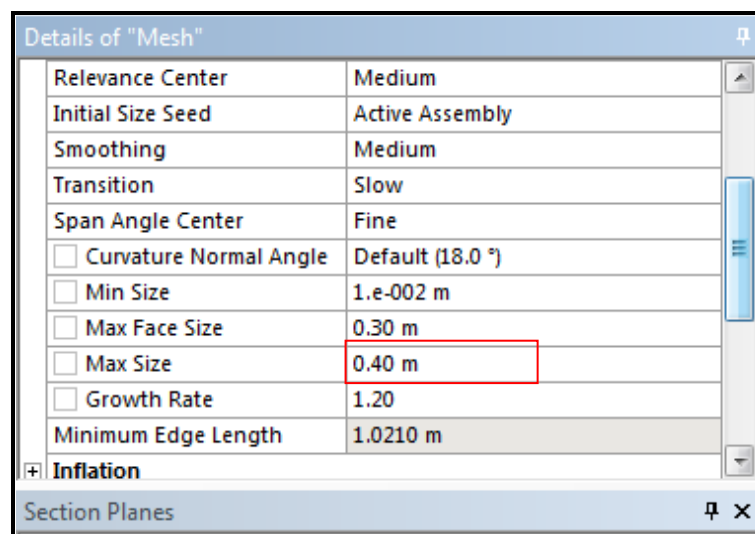 Details of "Mesh"
Relevance Center Medium
Initial Size Seed Active Assembly
Smoothing Medium
Transition Slow
Span Angle Center Fine
Curvature Normal Angle Default (18.0 °)
Min Size 1.e-002 m
Max Face Size 0.30 m
Max Size 0.40 m
Growth Rate 1.20
Minimum Edge Length 1.0210 m
Inflation
Section Planes